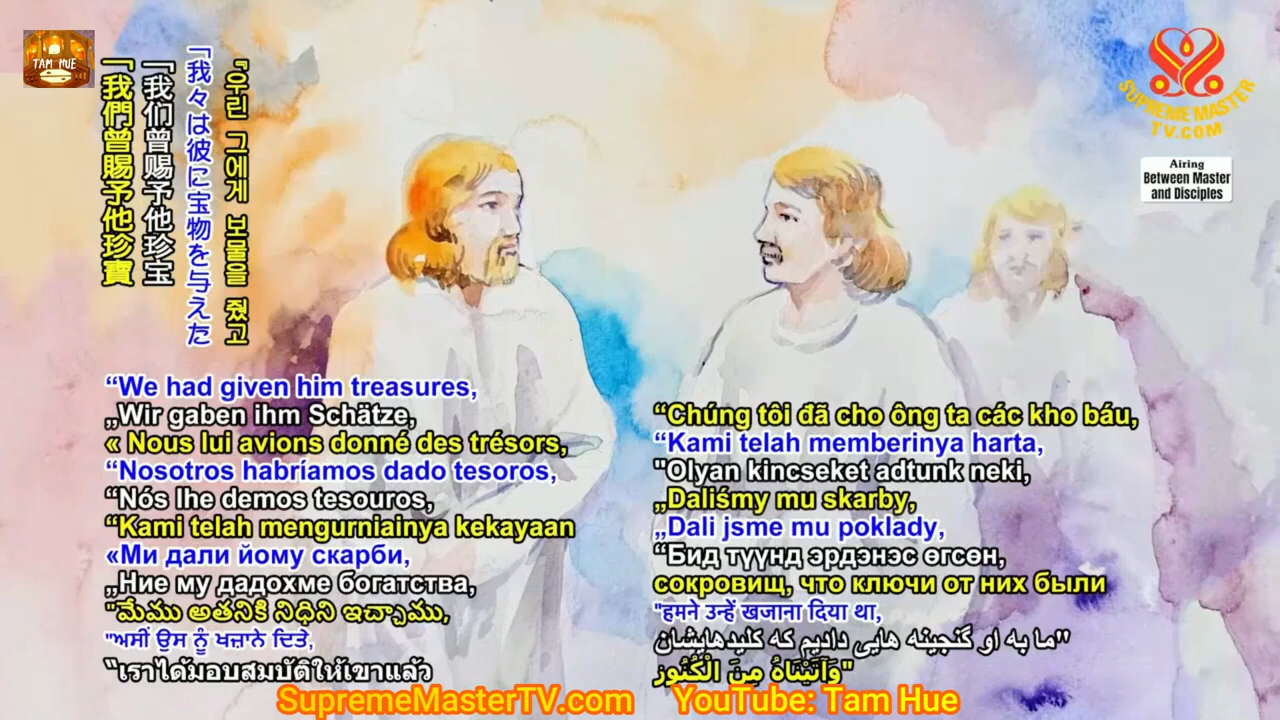 TAM HUE
「我們曾賜予他珍寶
「我们曾赐予他珍宝
「我々は彼に宝物を与えた
『우린 그에게 보물을 줬고
SUPREME MASTER
TV.COM
Airing
Between Master
and Disciples
“We had given him treasures,
„Wir gaben ihm Schätze,
« Nous lui avions donné des trésors,
“Nosotros habríamos dado tesoros,
“Nós lhe demos tesouros,
“Kami telah mengurniainya kekayaan
«Ми дали йому скарби,
„Ние му дадохме богатства,
"మేము అతనికి నిధిని ఇచ్చాము,
"ਅਸੀਂ ਉਸ ਨੂੰ ਖਜ਼ਾਨੇ ਦਿਤੇ,
“เราได้มอบสมบัติให้เขาแล้ว
“Chúng tôi đã cho ông ta các kho báu,
“Kami telah memberinya harta,
"Olyan kincseket adtunk neki,
„Daliśmy mu skarby,
„Dali jsme mu poklady,
“Бид түүнд эрдэнэс өгсөн,
сокровищ, что ключи от них были
"हमने उन्हें खजाना दिया था,
"ما به او گنجینه هایی دادیم که کلیدهایشان
"وَآتَيْنَاهُ مِنَ الْكُنُوزِ
SupremeMasterTV.com YouTube: Tam Hue